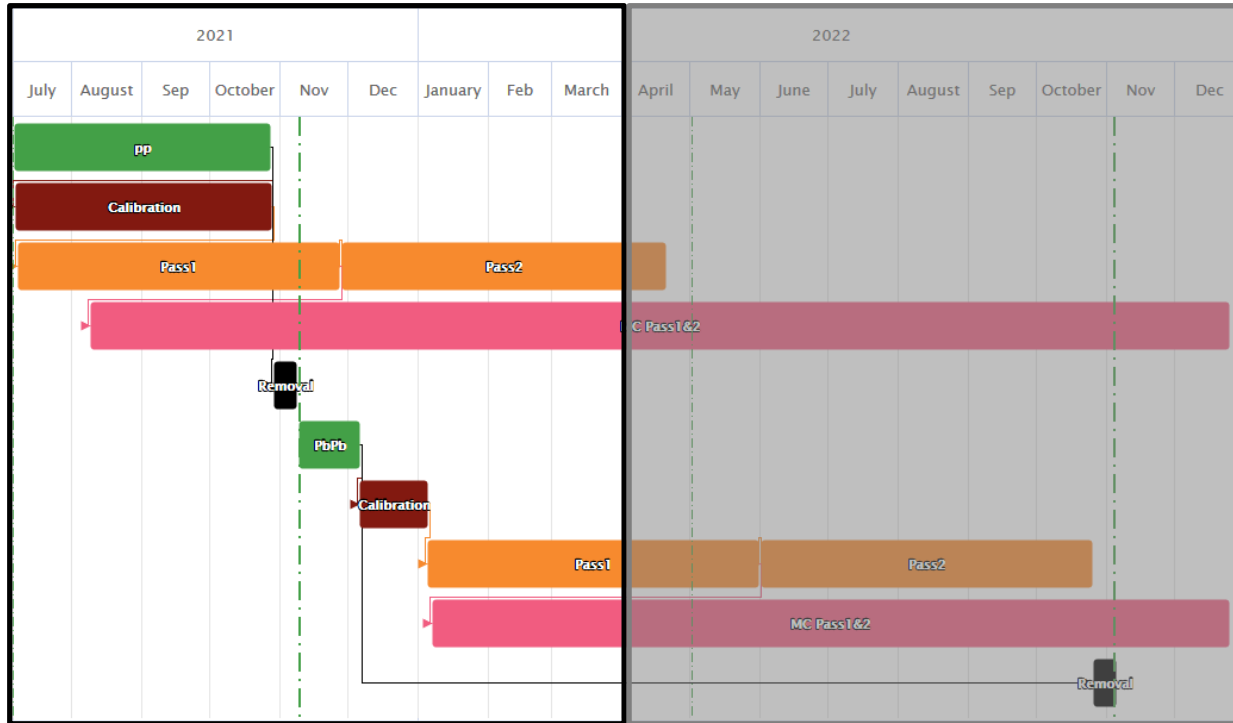 2021 2022
July August Sep October Nov Dec January Feb March April May June July August Sep October Nov Dec
pp
Calibration
Pass1 Pass2
C Pass1&2
Removal
PbPb
Calibration
Pass1 Pass2
MC Pass1&2
Removal